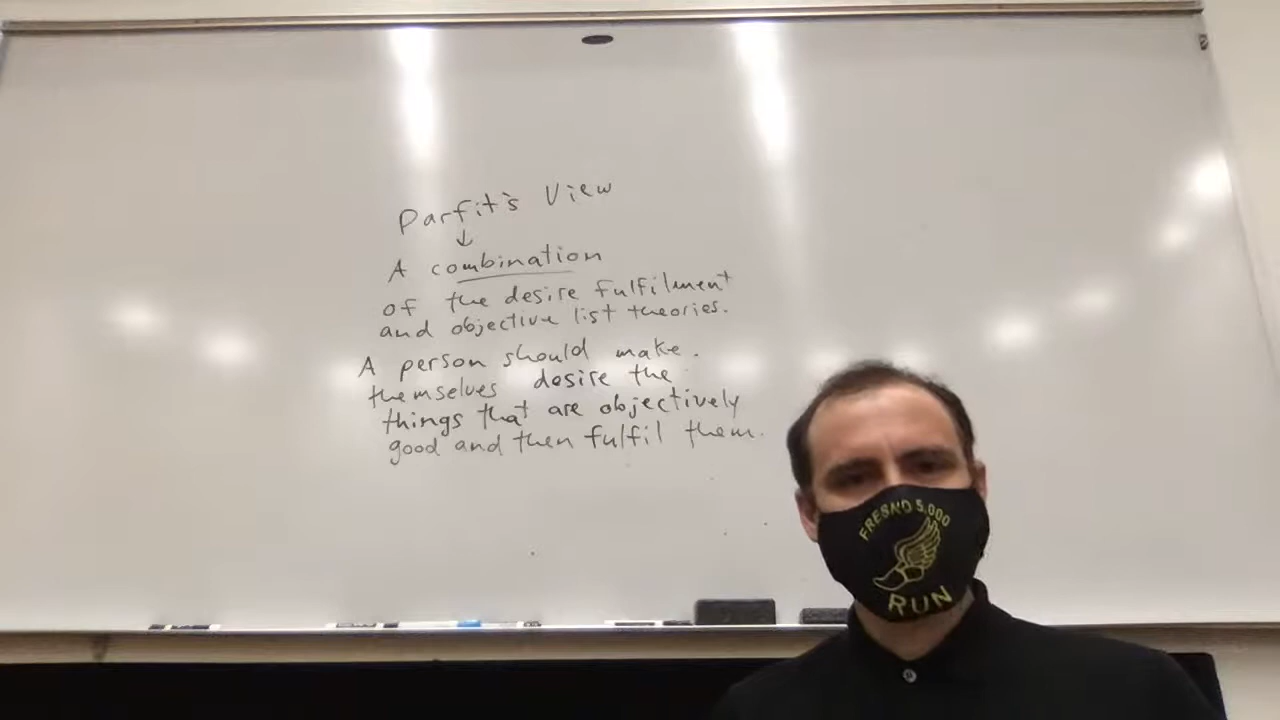 Parfit's View
↓
A combination
of the desire fulfilment
and objective list theories.
A person should make
themselves desire the
things that are objectively
good and then fulfil them.
FRESNO 5,000
RUN